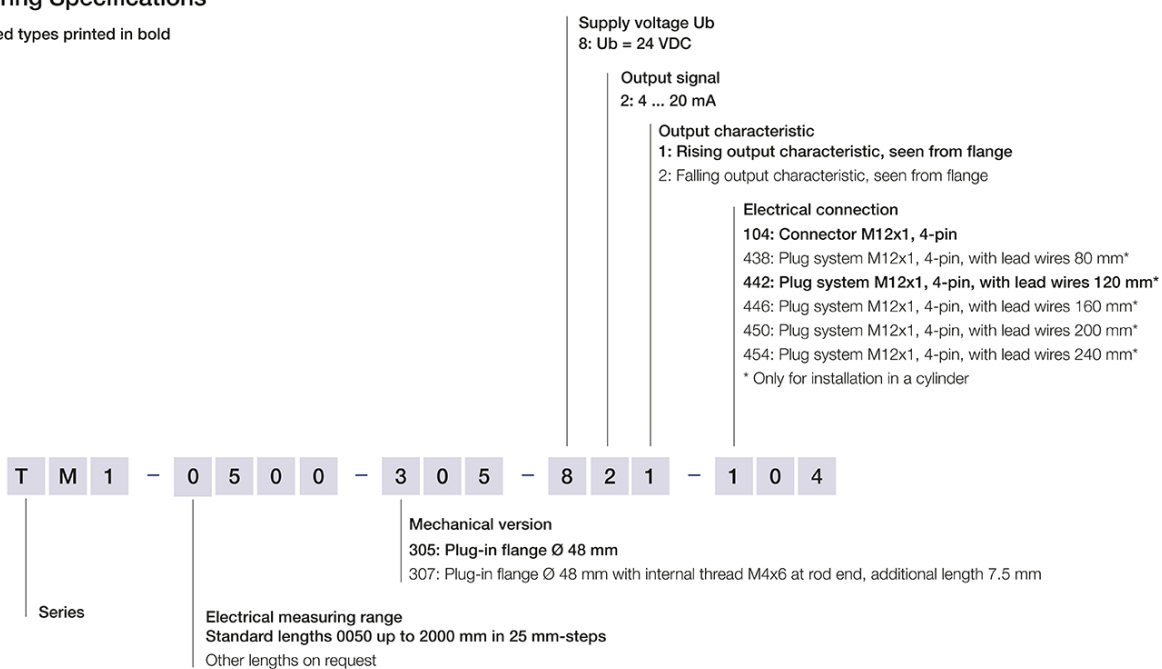 Specifications
types printed in bold
Supply voltage Ub
8: Ub = 24 VDC
Output signal
2: 4 ... 20 mA
Output characteristic
1: Rising output characteristic, seen from flange
2: Falling output characteristic, seen from flange
Electrical connection
104: Connector M12x1, 4-pin
438: Plug system M12x1, 4-pin, with lead wires 80 mm*
442: Plug system M12x1, 4-pin, with lead wires 120 mm*
446: Plug system M12x1, 4-pin, with lead wires 160 mm*
450: Plug system M12x1, 4-pin, with lead wires 200 mm*
454: Plug system M12x1, 4-pin, with lead wires 240 mm*
* Only for installation in a cylinder
T M 1 – 0 5 0 0 – 3 0 5 – 8 2 1 – 1 0 4
Mechanical version
305: Plug-in flange Ø 48 mm
307: Plug-in flange Ø 48 mm with internal thread M4x6 at rod end, additional length 7.5 mm
Series
Electrical measuring range
Standard lengths 0050 up to 2000 mm in 25 mm-steps
Other lengths on request